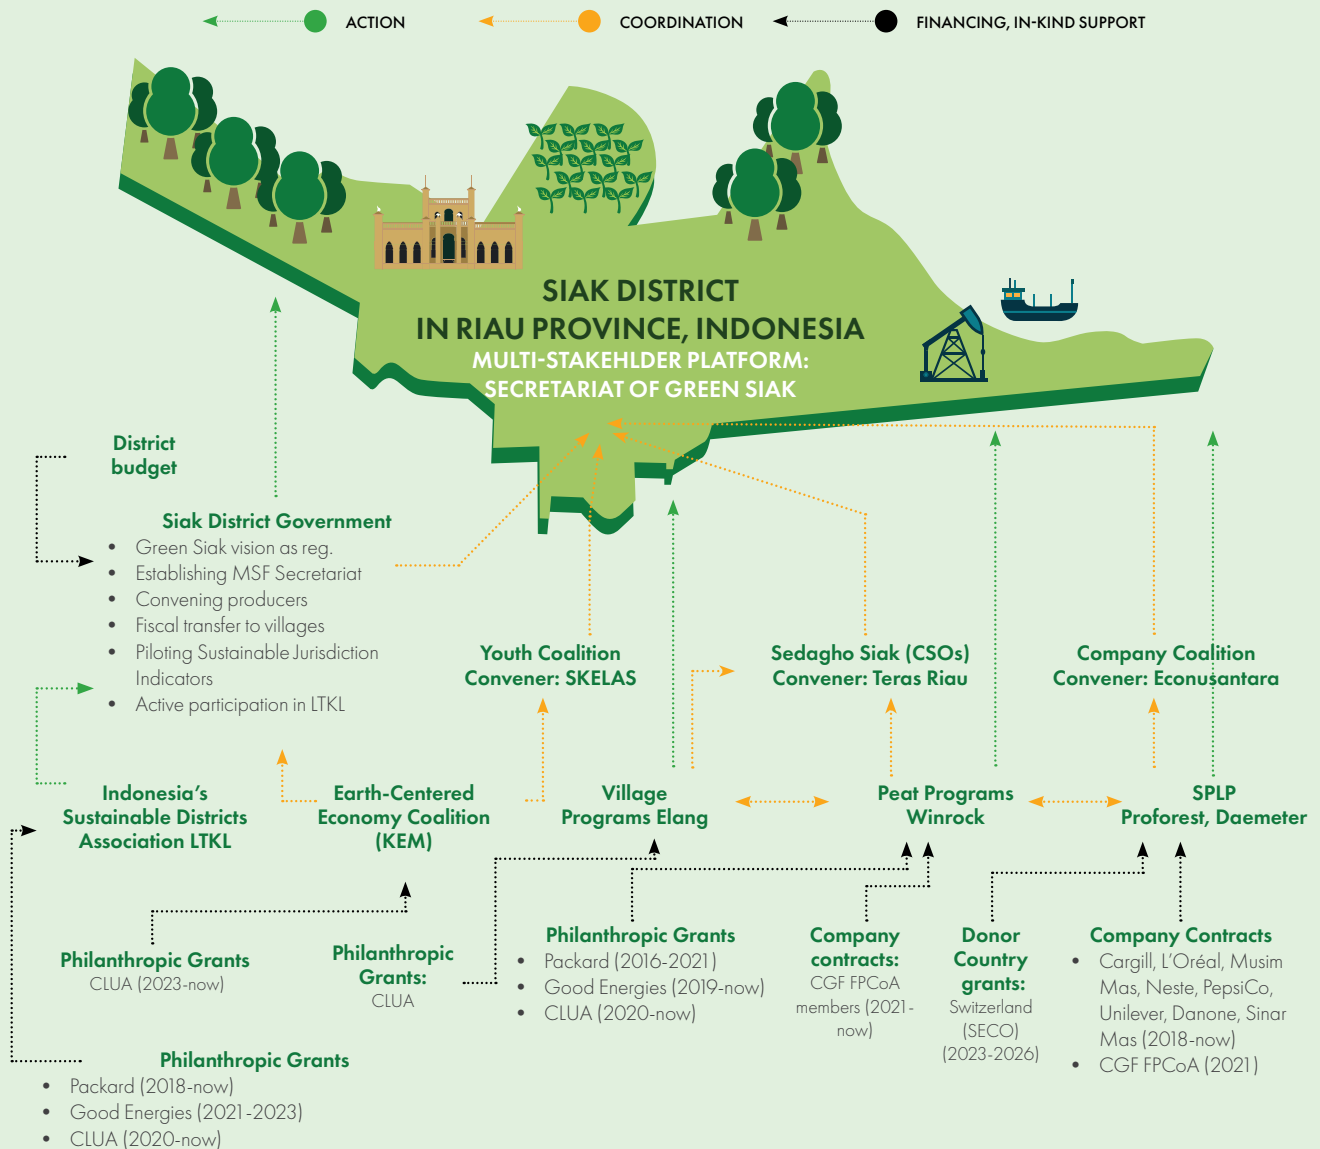 ACTION
COORDINATION
FINANCING, IN-KIND SUPPORT
SIAK DISTRICT
IN RIAU PROVINCE, INDONESIA
MULTI-STAKEHLDER PLATFORM:
SECRETARIAT OF GREEN SIAK
District
budget
Siak District Government
• Green Siak vision as reg.
• Establishing MSF Secretariat
• Convening producers
• Fiscal transfer to villages
• Piloting Sustainable Jurisdiction
Indicators
• Active participation in LTKL
Youth Coalition
Convener: SKELAS
Sedagho Siak (CSOs)
Convener: Teras Riau
Company Coalition
Convener: Econusantara
Indonesia's
Sustainable Districts
Association LTKL
Earth-Centered
Economy Coalition
(KEM)
Village
Programs Elang
Peat Programs
Winrock
SPLP
Proforest, Daemeter
Philanthropic Grants
CLUA (2023-now)
Philanthropic
Grants:
CLUA
Philanthropic Grants
• Packard (2016-2021)
• Good Energies (2019-now)
• CLUA (2020-now)
Company
contracts:
CGF FPCoA
members (2021-
now)
Donor
Country
grants:
Switzerland
(SECO)
(2023-2026)
Company Contracts
• Cargill, L'Oréal, Musim
Mas, Neste, PepsiCo,
Unilever, Danone, Sinar
Mas (2018-now)
• CGF FPCoA (2021)
Philanthropic Grants
• Packard (2018-now)
• Good Energies (2021-2023)
• CLUA (2020-now)